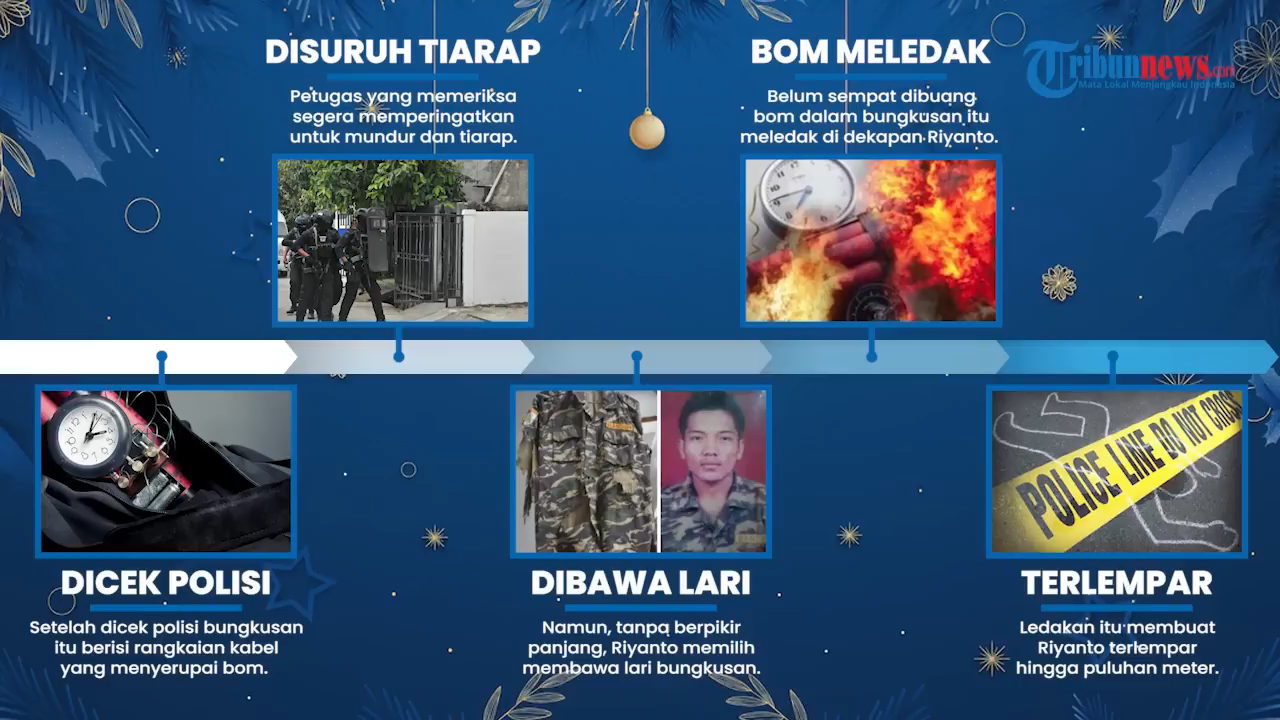 DISURUH TIARAP
Petugas yang memeriksa
segera memperingatkan
untuk mundur dan tiarap.
BOM MELEDAK
Belum sempat dibuang
bom dalam bungkusan itu
meledak di dekapan Riyanto.
Tribunnews.com
Mata Lokal Menjangkau Indonesia
DICEK POLISI
Setelah dicek polisi bungkusan
itu berisi rangkaian kabel
yang menyerupai bom.
DIBAWA LARI
Namun, tanpa berpikir
panjang, Riyanto memilih
membawa lari bungkusan.
POLICE LINE DO NOT CROSS
TERLEMPAR
Ledakan itu membuat
Riyanto terlempar
hingga puluhan meter.